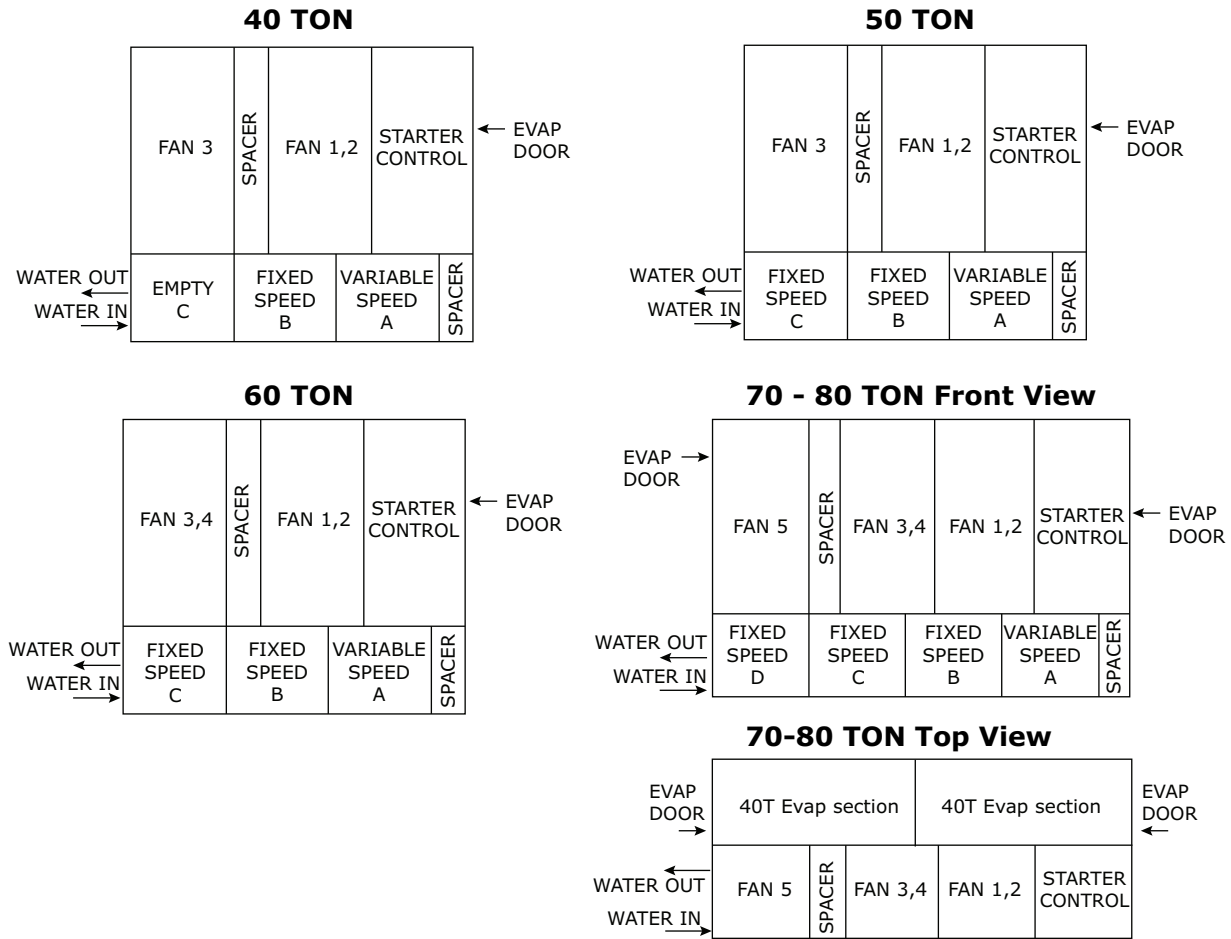 40 TON
FAN 3
SPACER
FAN 1,2
STARTER
CONTROL
EVAP
DOOR
WATER OUT
WATER IN
EMPTY
C
FIXED
SPEED
B
VARIABLE
SPEED
A
SPACER
50 TON
FAN 3
SPACER
FAN 1,2
STARTER
CONTROL
EVAP
DOOR
WATER OUT
WATER IN
FIXED
SPEED
C
FIXED
SPEED
B
VARIABLE
SPEED
A
SPACER
60 TON
FAN 3,4
SPACER
FAN 1,2
STARTER
CONTROL
EVAP
DOOR
WATER OUT
WATER IN
FIXED
SPEED
C
FIXED
SPEED
B
VARIABLE
SPEED
A
SPACER
70 - 80 TON Front View
EVAP
DOOR
FAN 5
SPACER
FAN 3,4
FAN 1,2
STARTER
CONTROL
EVAP
DOOR
WATER OUT
WATER IN
FIXED
SPEED
D
FIXED
SPEED
C
FIXED
SPEED
B
VARIABLE
SPEED
A
SPACER
70-80 TON Top View
EVAP
DOOR
40T Evap section
40T Evap section
EVAP
DOOR
WATER OUT
WATER IN
FAN 5
SPACER
FAN 3,4
FAN 1,2
STARTER
CONTROL